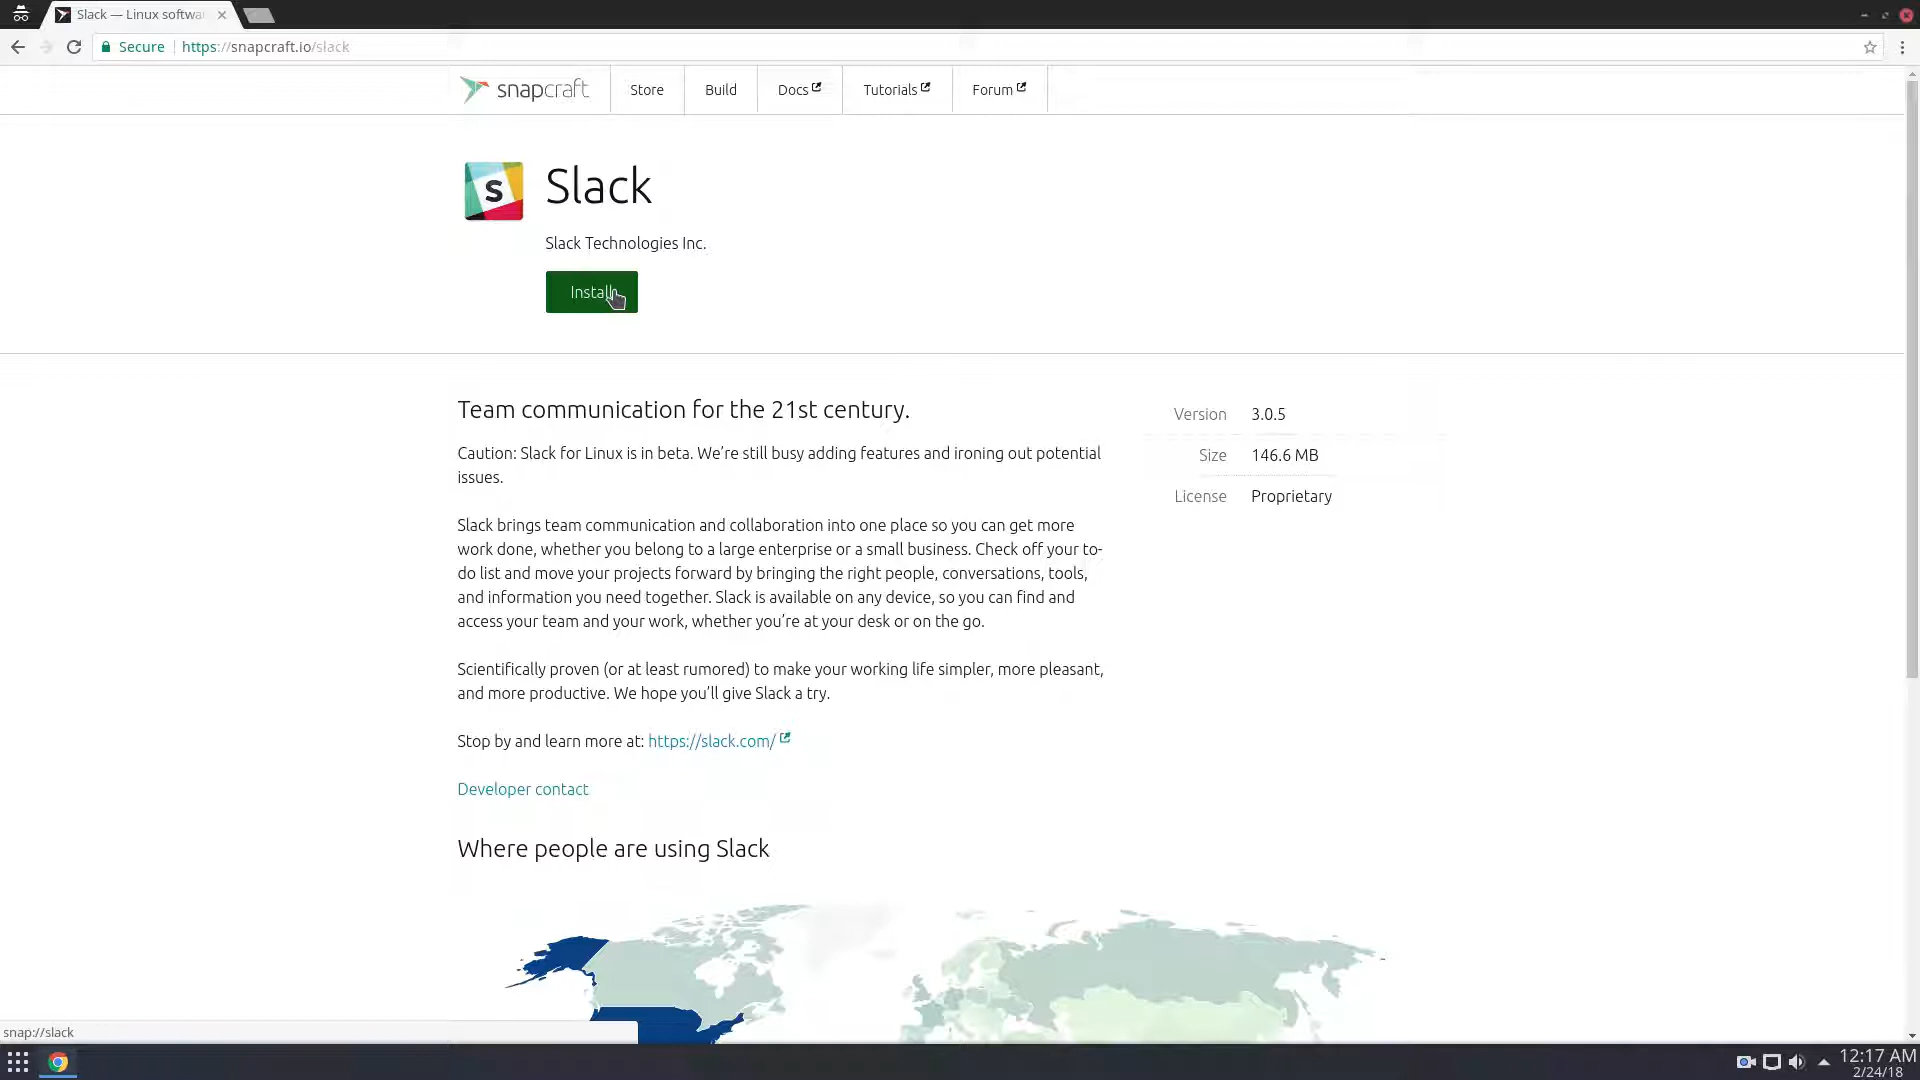 Slack — Linux softwa
Secure
https://snapcraft.io/slack
snapcraft
Store
Build
Docs
Tutorials
Forum
S
Slack
Slack Technologies Inc.
Install
Team communication for the 21st century.
Caution: Slack for Linux is in beta. We’re still busy adding features and ironing out potential
issues.
Slack brings team communication and collaboration into one place so you can get more
work done, whether you belong to a large enterprise or a small business. Check off your to-
do list and move your projects forward by bringing the right people, conversations, tools,
and information you need together. Slack is available on any device, so you can find and
access your team and your work, whether you’re at your desk or on the go.
Scientifically proven (or at least rumored) to make your working life simpler, more pleasant,
and more productive. We hope you’ll give Slack a try.
Stop by and learn more at: https://slack.com/
Developer contact
Version 3.0.5
Size 146.6 MB
License Proprietary
Where people are using Slack
snap://slack
12:17 AM
2/24/18